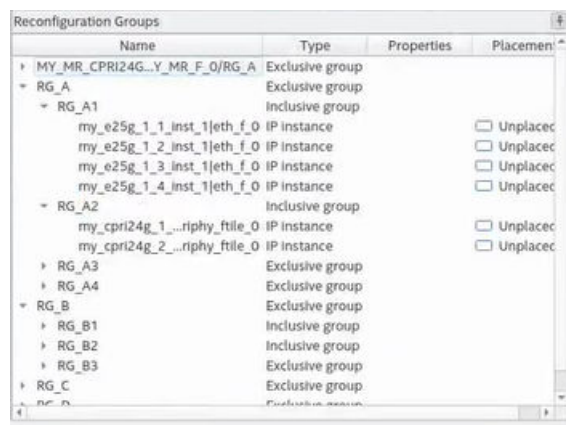 Reconfiguration Groups
Name Type Properties Placemen
MY_MR_CPRI24G...Y_MR_F_0/RG_A Exclusive group
RG_A Exclusive group
RG_A1 Inclusive group
my_e25g_1_1_inst_1|eth_f_0 IP instance Unplaced
my_e25g_1_2_inst_1|eth_f_0 IP instance Unplaced
my_e25g_1_3_inst_1|eth_f_0 IP instance Unplaced
my_e25g_1_4_inst_1|eth_f_0 IP instance Unplaced
RG_A2 Inclusive group
my_cpri24g_1_...riphy_ftile_0 IP instance Unplaced
my_cpri24g_2_...riphy_ftile_0 IP instance Unplaced
RG_A3 Exclusive group
RG_A4 Exclusive group
RG_B Exclusive group
RG_B1 Inclusive group
RG_B2 Inclusive group
RG_B3 Exclusive group
RG_C Exclusive group